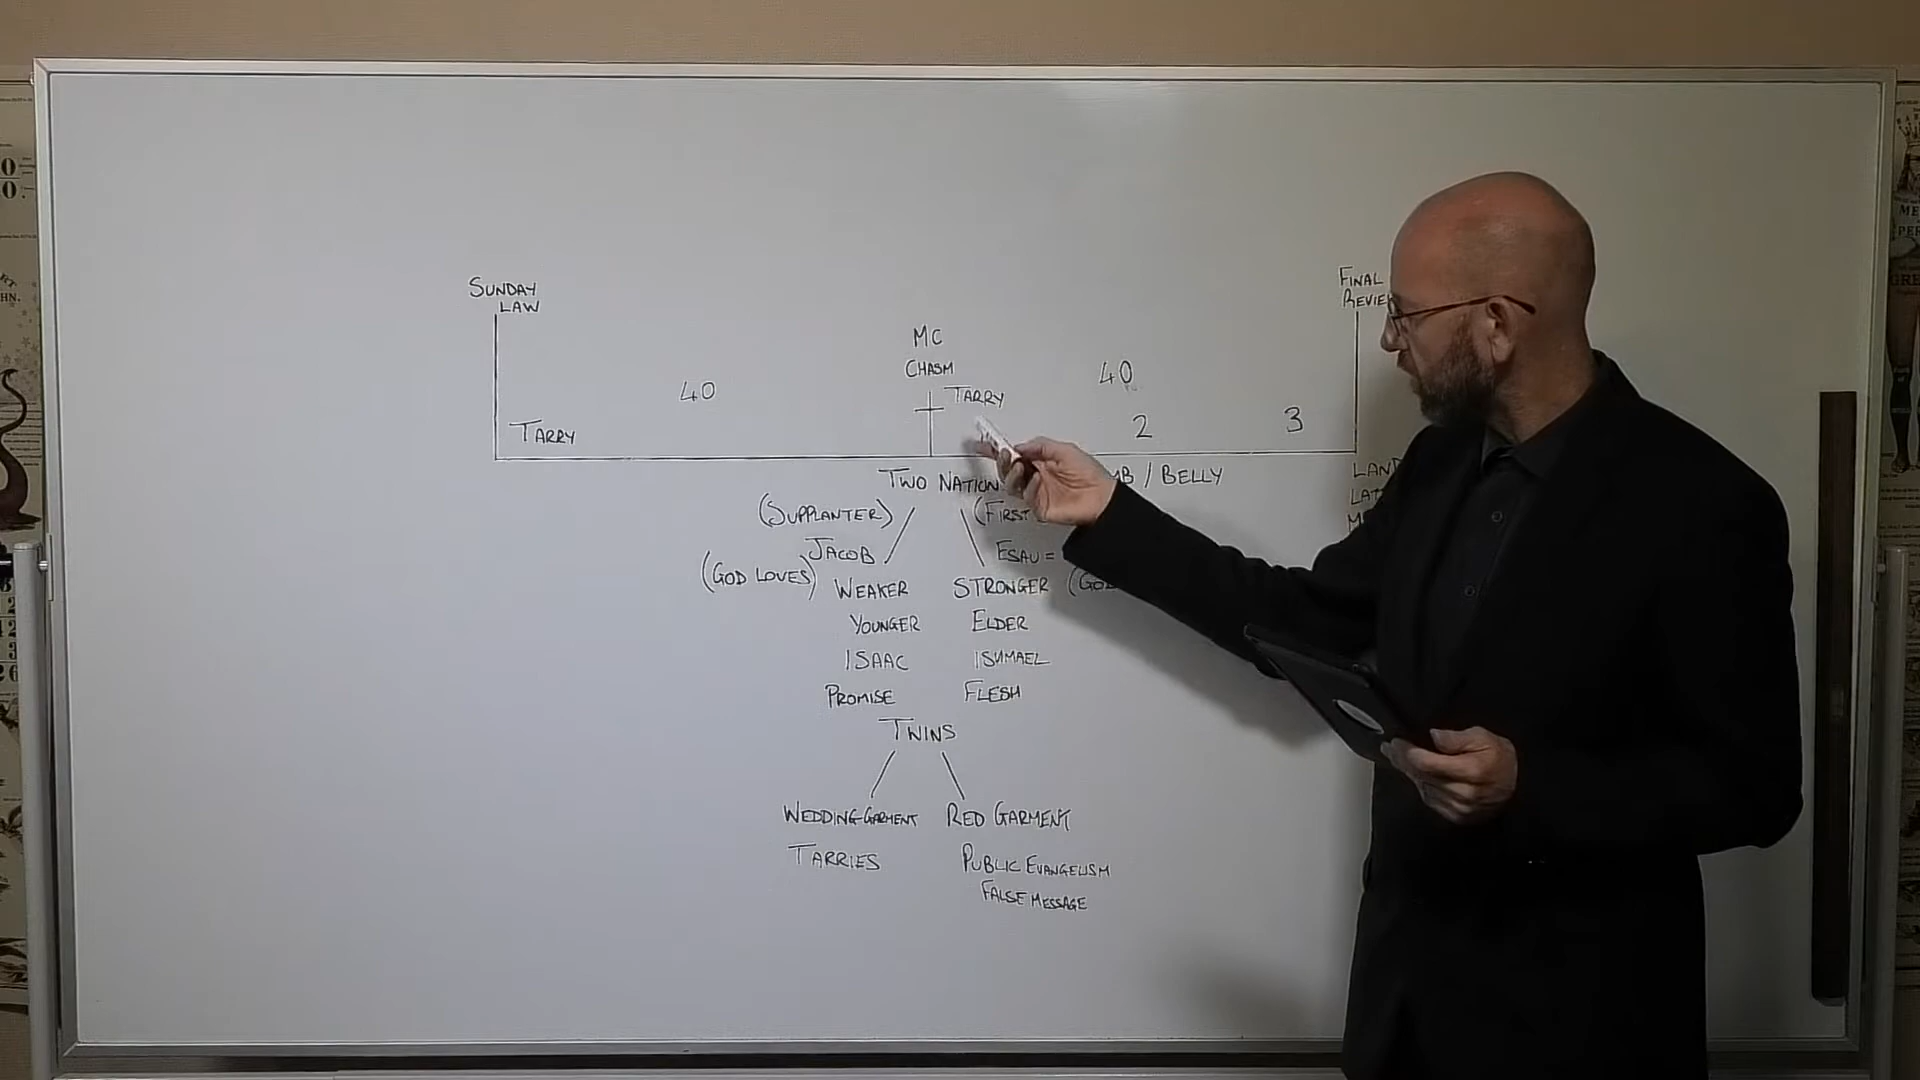 SUNDAY
LAW
FINAL
MC
CHASM
TARRY
40
40
TARRY
2
3
TWO NATION
/ BELLY
(SUPPLANTER)
(FIRST
JACOB
ESAU =
(GOD LOVES)
WEAKER
STRONGER
YOUNGER
ELDER
ISAAC
ISHMAEL
PROMISE
FLESH
TWINS
WEDDING GARMENT
RED GARMENT
TARRIES
PUBLIC EVANGELISM
FALSE MESSAGE